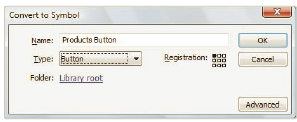 Convert to Symbol
Name: Products Button OK
Type: Button Registration: Cancel
Folder: Library root
Advanced